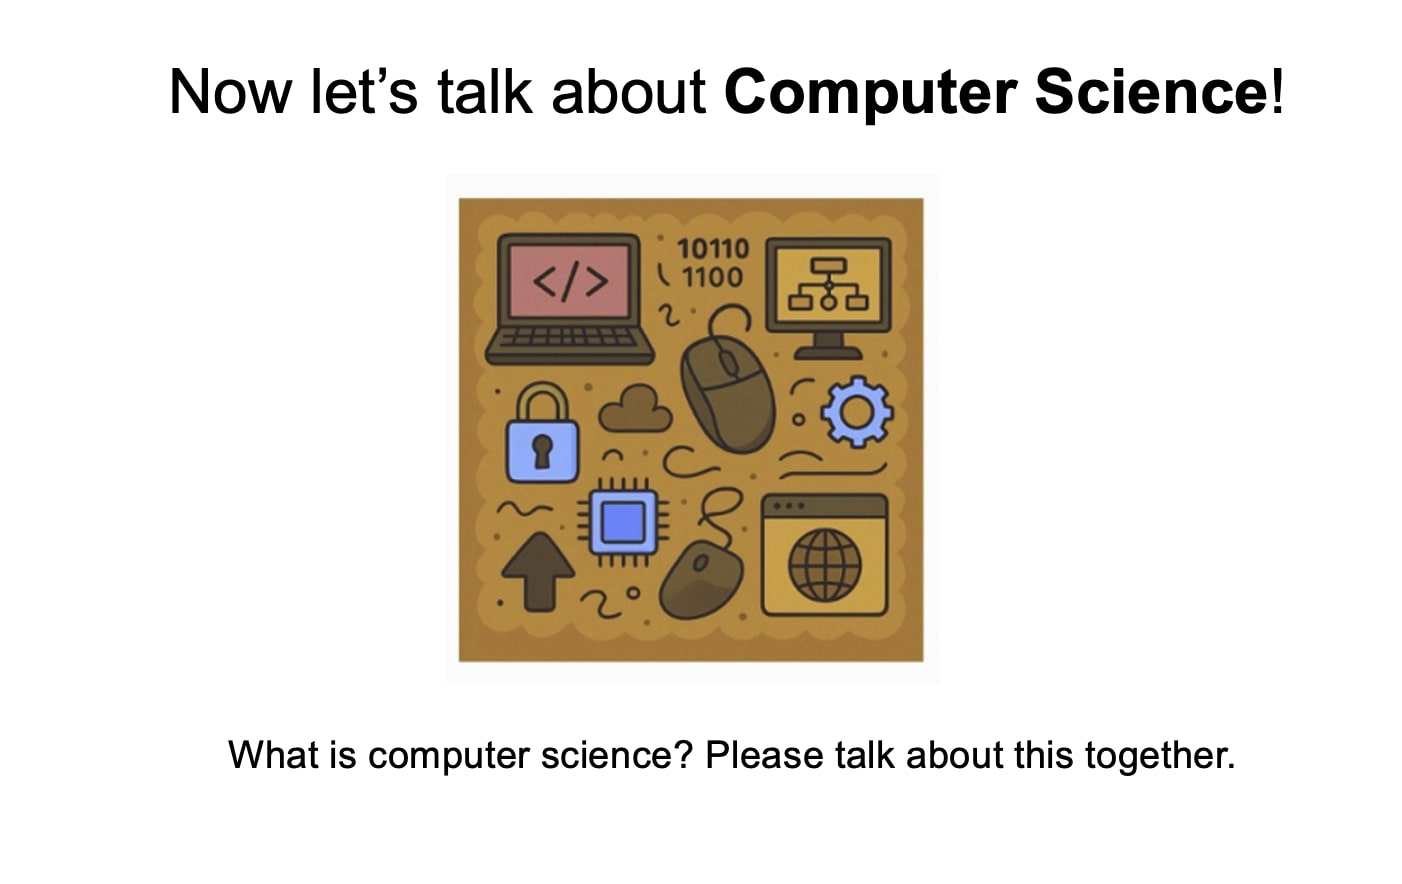 Now let’s talk about Computer Science!
</>
10110
1100
What is computer science? Please talk about this together.